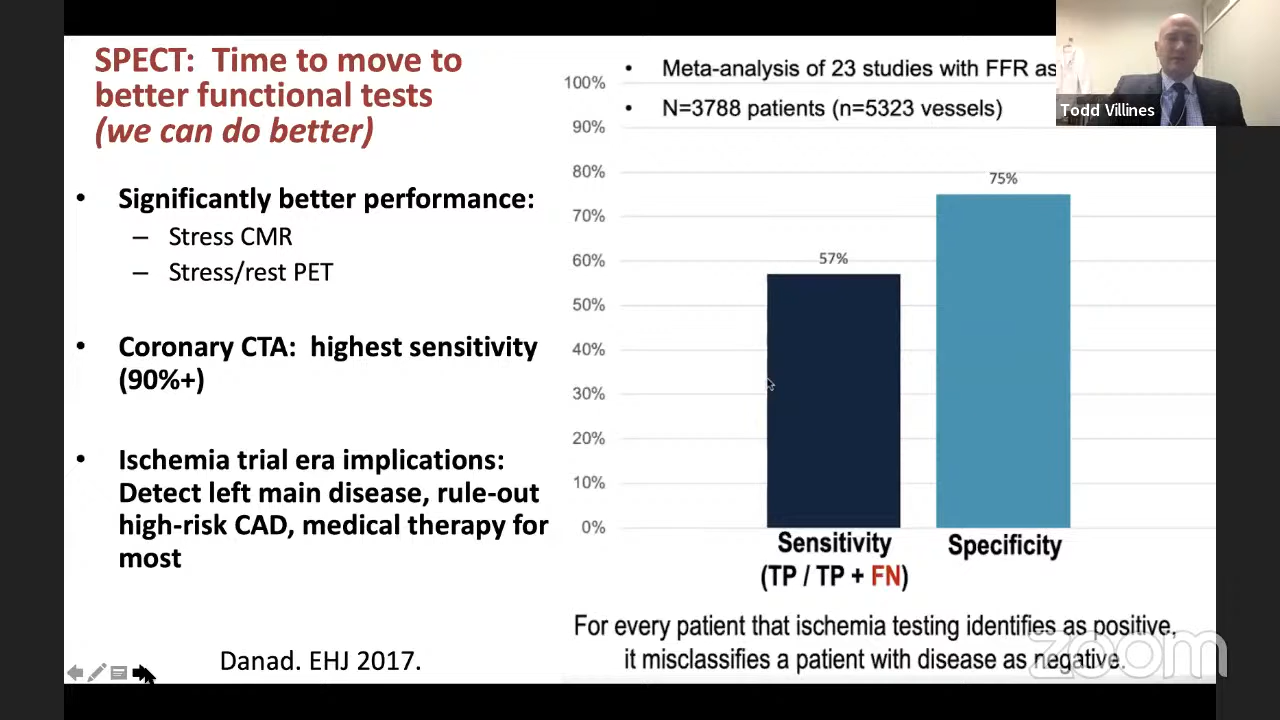 SPECT: Time to move to
better functional tests
(we can do better)
• Significantly better performance:
– Stress CMR
– Stress/rest PET
• Coronary CTA: highest sensitivity
(90%+)
• Ischemia trial era implications:
Detect left main disease, rule-out
high-risk CAD, medical therapy for
most
Danad. EHJ 2017.
• Meta-analysis of 23 studies with FFR as
• N=3788 patients (n=5323 vessels)
100%
90%
80%
70%
60%
50%
40%
30%
20%
10%
0%
57%
75%
Sensitivity
(TP / TP + FN)
Specificity
For every patient that ischemia testing identifies as positive,
it misclassifies a patient with disease as negative.
Todd Villines
zoom